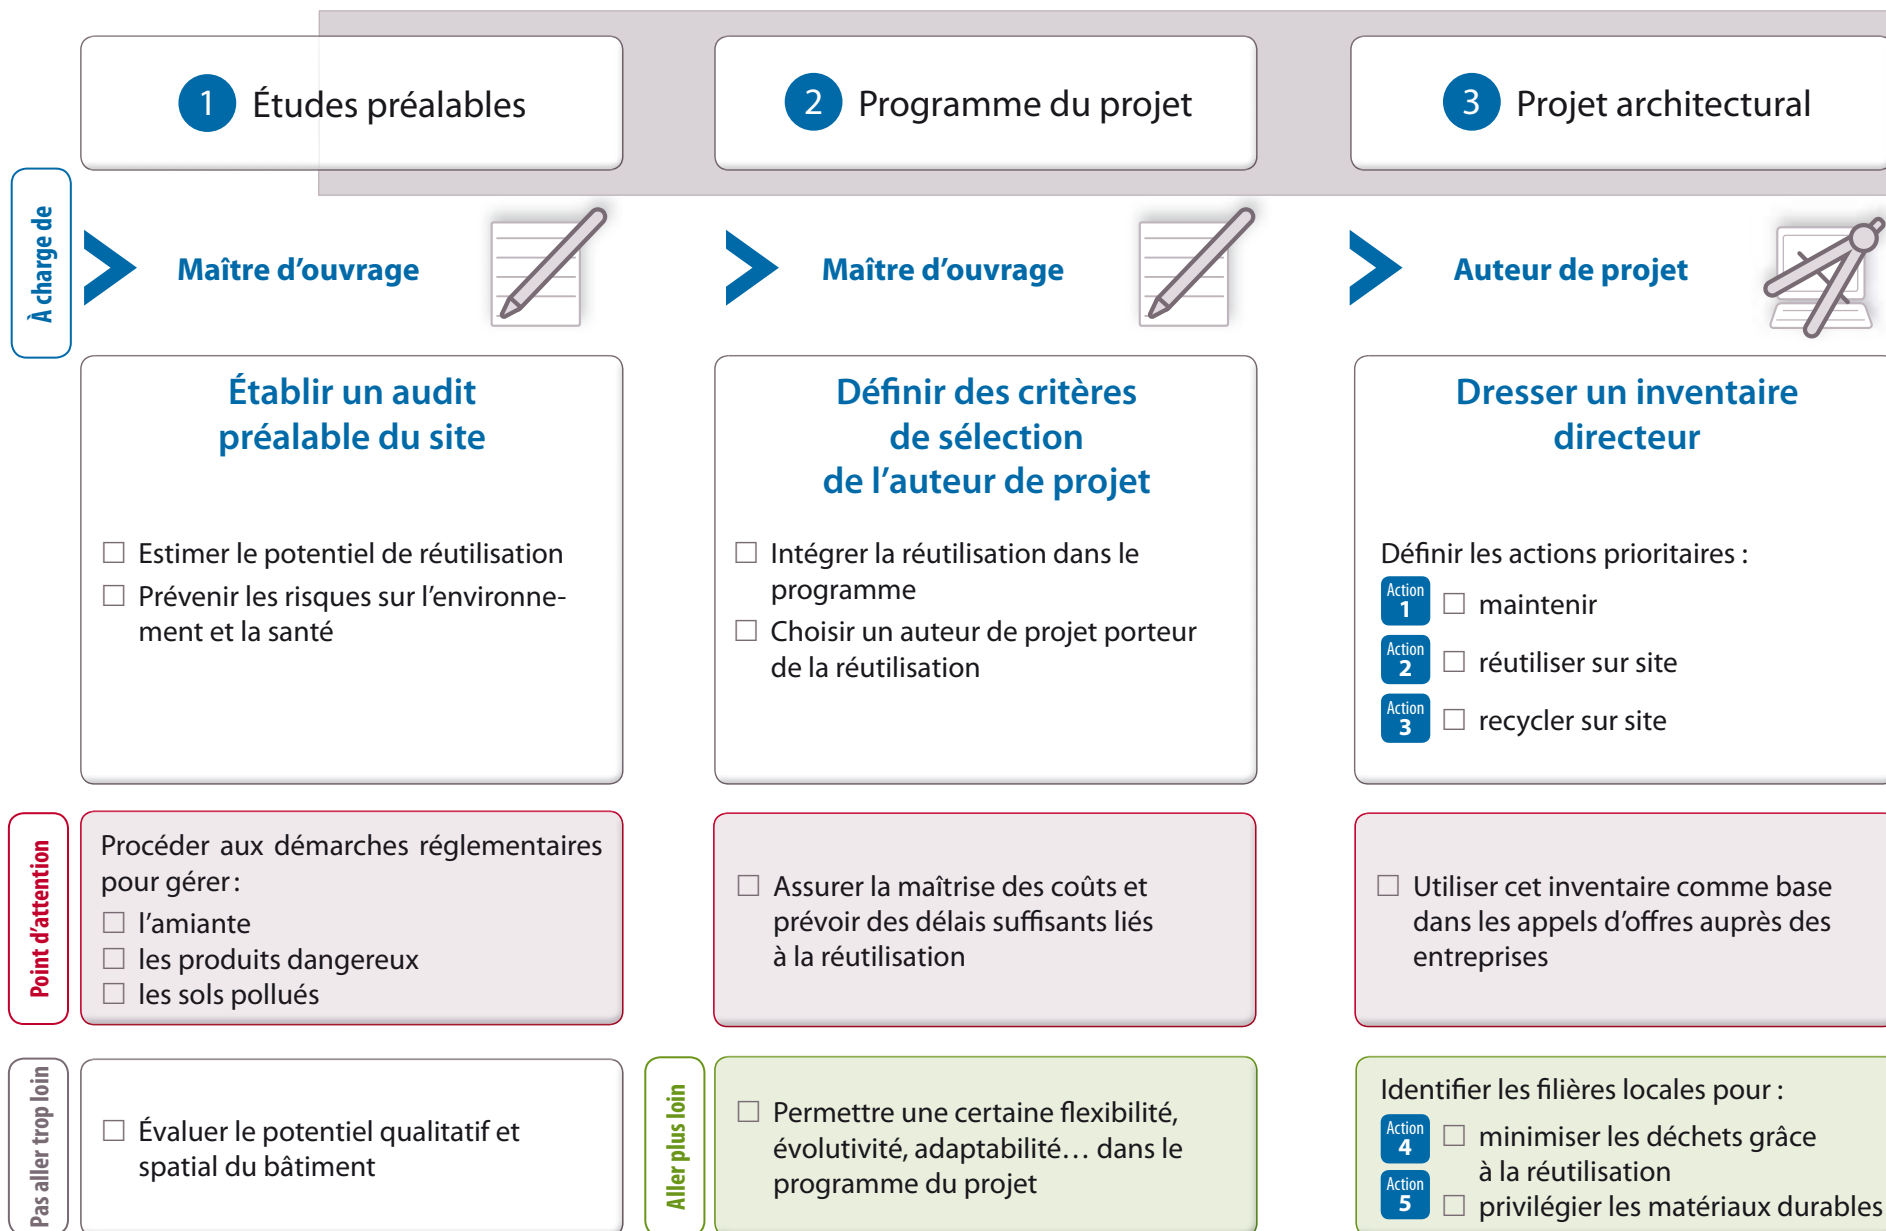 1 Études préalables
2 Programme du projet
3 Projet architectural
À charge de
Maître d'ouvrage
Maître d'ouvrage
Auteur de projet
Établir un audit
préalable du site
☐ Estimer le potentiel de réutilisation
☐ Prévenir les risques sur l'environne-
ment et la santé
Définir des critères
de sélection
de l'auteur de projet
☐ Intégrer la réutilisation dans le
programme
☐ Choisir un auteur de projet porteur
de la réutilisation
Dresser un inventaire
directeur
Définir les actions prioritaires :
Action
1 ☐ maintenir
Action
2 ☐ réutiliser sur site
Action
3 ☐ recycler sur site
Point d'attention
Procéder aux démarches réglementaires
pour gérer :
☐ l'amiante
☐ les produits dangereux
☐ les sols pollués
☐ Assurer la maîtrise des coûts et
prévoir des délais suffisants liés
à la réutilisation
☐ Utiliser cet inventaire comme base
dans les appels d'offres auprès des
entreprises
Pas aller trop loin
☐ Évaluer le potentiel qualitatif et
spatial du bâtiment
Aller plus loin
☐ Permettre une certaine flexibilité,
évolutivité, adaptabilité… dans le
programme du projet
Identifier les filières locales pour :
Action
4 ☐ minimiser les déchets grâce
à la réutilisation
Action
5 ☐ privilégier les matériaux durables